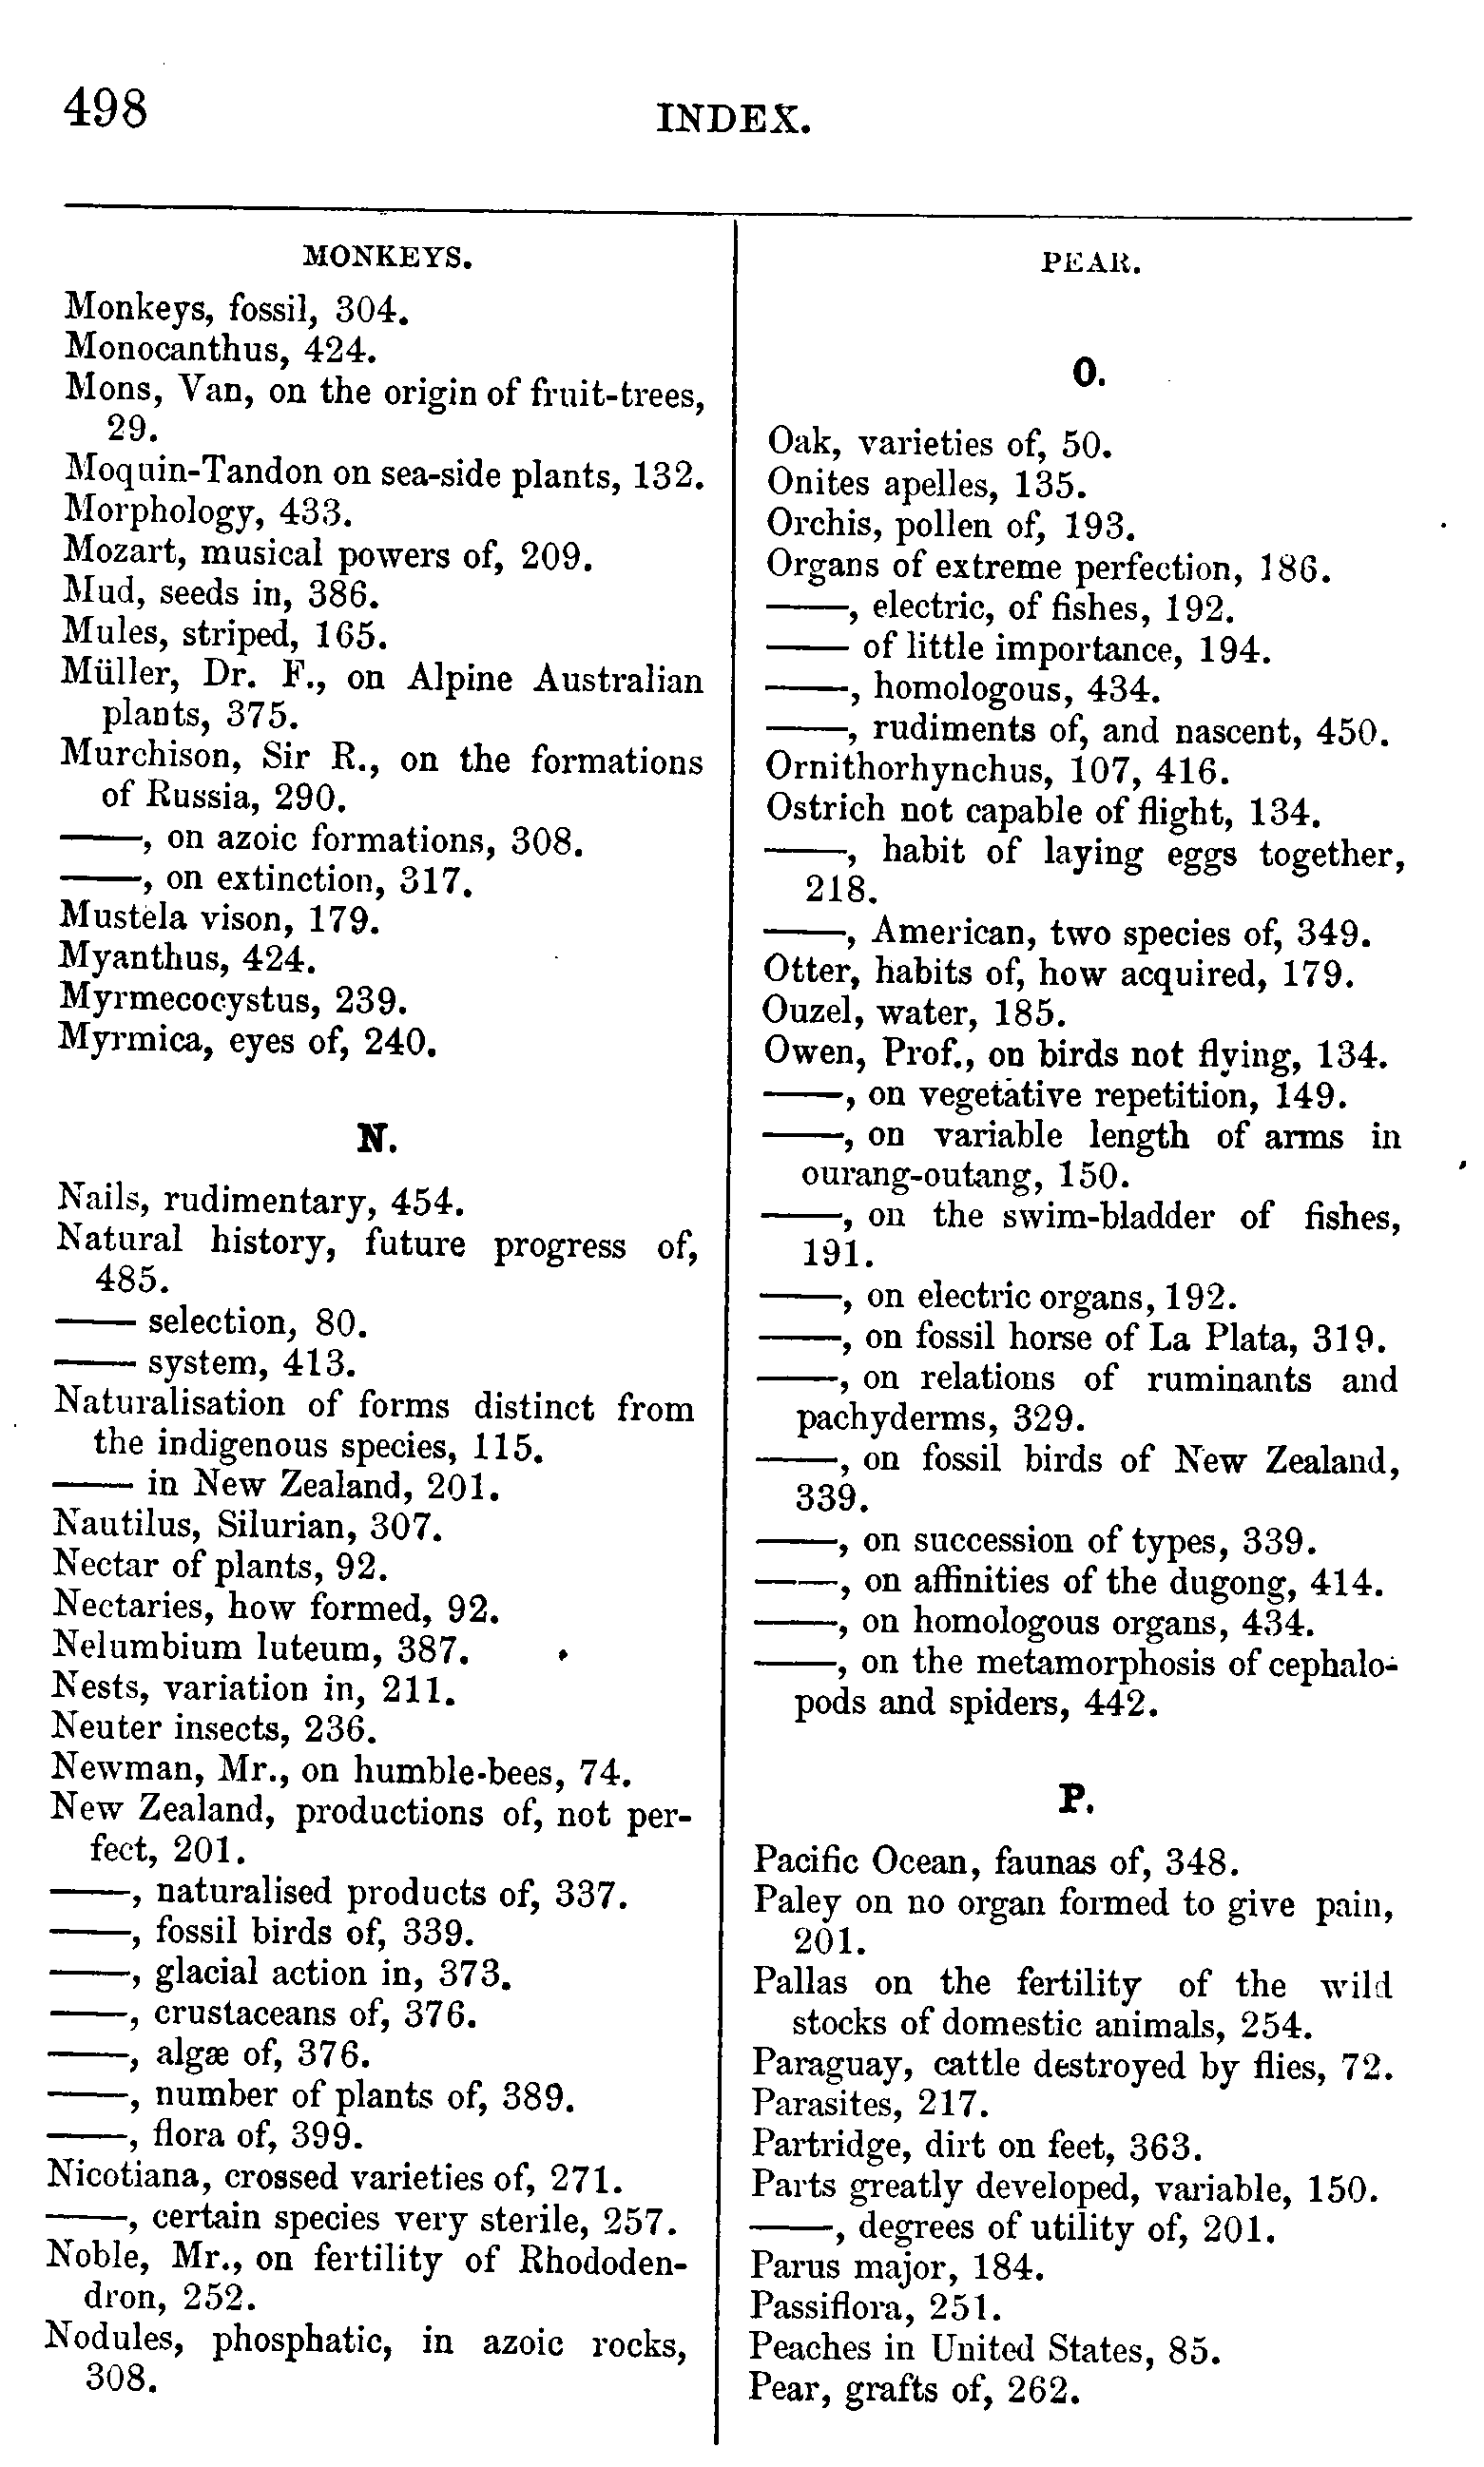 498
INDEX.
MONKEYS.
Monkeys, fossil, 304.
Monocanthus, 424.
Mons, Van, on the origin of fruit-trees,
29.
Moquin-Tandon on sea-side plants, 132.
Morphology, 433.
Mozart, musical powers of, 209.
Mud, seeds in, 386.
Mules, striped, 165.
Müller, Dr. F., on Alpine Australian
plants, 375.
Murchison, Sir R., on the formations
of Russia, 290.
——, on azoic formations, 308.
——, on extinction, 317.
Mustela vison, 179.
Myanthus, 424.
Myrmecocystus, 239.
Myrmica, eyes of, 240.
N.
Nails, rudimentary, 454.
Natural history, future progress of,
485.
—— selection, 80.
—— system, 413.
Naturalisation of forms distinct from
the indigenous species, 115.
—— in New Zealand, 201.
Nautilus, Silurian, 307.
Nectar of plants, 92.
Nectaries, how formed, 92.
Nelumbium luteum, 387.
Nests, variation in, 211.
Neuter insects, 236.
Newman, Mr., on humble-bees, 74.
New Zealand, productions of, not per-
fect, 201.
——, naturalised products of, 337.
——, fossil birds of, 339.
——, glacial action in, 373.
——, crustaceans of, 376.
——, algæ of, 376.
——, number of plants of, 389.
——, flora of, 399.
Nicotiana, crossed varieties of, 271.
——, certain species very sterile, 257.
Noble, Mr., on fertility of Rhododen-
dron, 252.
Nodules, phosphatic, in azoic rocks,
308.
PEAR.
O.
Oak, varieties of, 50.
Onites apelles, 135.
Orchis, pollen of, 193.
Organs of extreme perfection, 186.
——, electric, of fishes, 192.
—— of little importance, 194.
——, homologous, 434.
——, rudiments of, and nascent, 450.
Ornithorhynchus, 107, 416.
Ostrich not capable of flight, 134.
——, habit of laying eggs together,
218.
——, American, two species of, 349.
Otter, habits of, how acquired, 179.
Ouzel, water, 185.
Owen, Prof., on birds not flying, 134.
——, on vegetative repetition, 149.
——, on variable length of arms in
ourang-outang, 150.
——, on the swim-bladder of fishes,
191.
——, on electric organs, 192.
——, on fossil horse of La Plata, 319.
——, on relations of ruminants and
pachyderms, 329.
——, on fossil birds of New Zealand,
339.
——, on succession of types, 339.
——, on affinities of the dugong, 414.
——, on homologous organs, 434.
——, on the metamorphosis of cephalo-
pods and spiders, 442.
P.
Pacific Ocean, faunas of, 348.
Paley on no organ formed to give pain,
201.
Pallas on the fertility of the wild
stocks of domestic animals, 254.
Paraguay, cattle destroyed by flies, 72.
Parasites, 217.
Partridge, dirt on feet, 363.
Parts greatly developed, variable, 150.
——, degrees of utility of, 201.
Parus major, 184.
Passiflora, 251.
Peaches in United States, 85.
Pear, grafts of, 262.